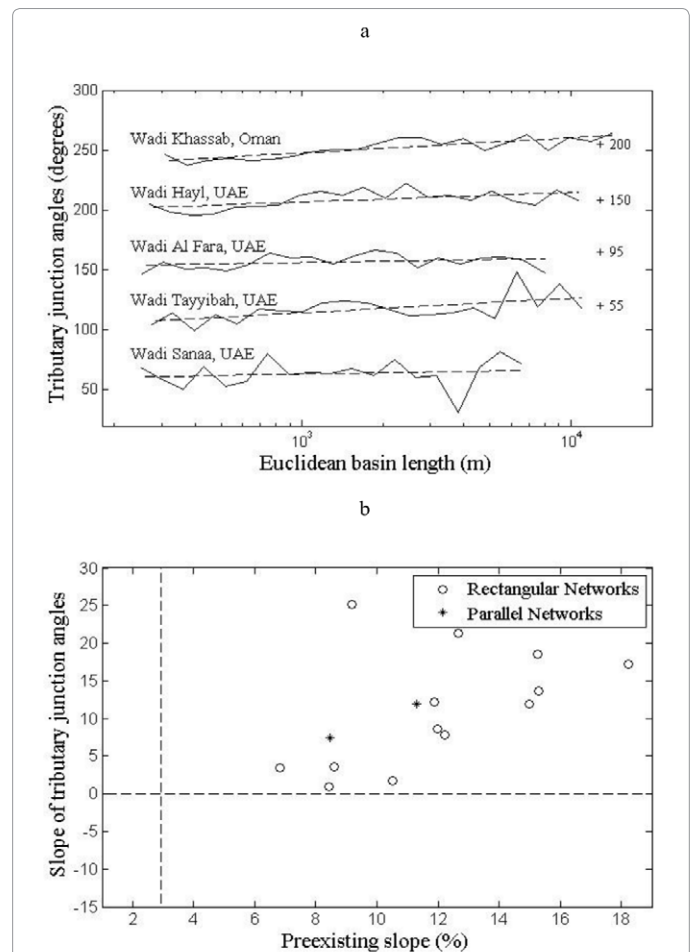 a
300
250
200
150
100
50
Tributary junction angles (degrees)
Wadi Khassab, Oman
+ 200
Wadi Hayl, UAE
+ 150
Wadi Al Fara, UAE
+ 95
Wadi Tayyibah, UAE
+ 55
Wadi Sanaa, UAE
10³
10⁴
Euclidean basin length (m)
b
30
25
20
15
10
5
0
-5
-10
-15
Slope of tributary junction angles
Rectangular Networks
Parallel Networks
2 4 6 8 10 12 14 16 18
Preexisting slope (%)